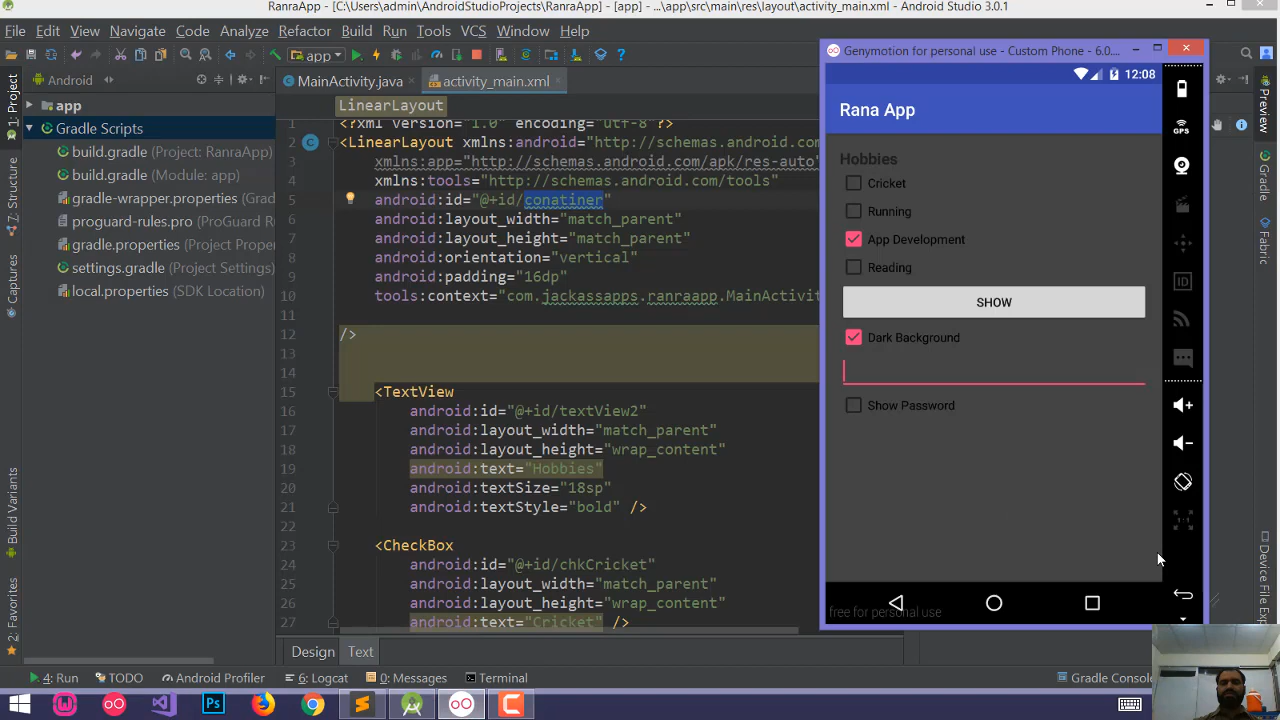 RanraApp - [C:\Users\admin\AndroidStudioProjects\RanraApp] - [app] - ...\app\src\main\res\layout\activity_main.xml - Android Studio 3.0.1
File Edit View Navigate Code Analyze Refactor Build Run Tools VCS Window Help
app
Android
MainActivity.java
activity_main.xml
1: Project
7: Structure
Captures
Build Variants
2: Favorites
app
Gradle Scripts
build.gradle (Project: RanraApp)
build.gradle (Module: app)
gradle-wrapper.properties
proguard-rules.pro (ProGuard
gradle.properties (Project Proper
settings.gradle (Project Settings)
local.properties (SDK Location)
LinearLayout
1 <?xml version="1.0" encoding="utf-8"?>
2 <LinearLayout xmlns:android="http://schemas.android.com
3 xmlns:app="http://schemas.android.com/apk/res-auto"
4 xmlns:tools="http://schemas.android.com/tools"
5 android:id="@+id/conatiner"
6 android:layout_width="match_parent"
7 android:layout_height="match_parent"
8 android:orientation="vertical"
9 android:padding="16dp"
10 tools:context="com.jackassapps.ranraapp.MainActivit
11
12 />
13
14
15 <TextView
16 android:id="@+id/textView2"
17 android:layout_width="match_parent"
18 android:layout_height="wrap_content"
19 android:text="Hobbies"
20 android:textSize="18sp"
21 android:textStyle="bold" />
22
23 <CheckBox
24 android:id="@+id/chkCricket"
25 android:layout_width="match_parent"
26 android:layout_height="wrap_content"
27 android:text="Cricket" />
Design Text
Genymotion for personal use - Custom Phone - 6.0...
12:08
Rana App
Hobbies
Cricket
Running
App Development
Reading
SHOW
Dark Background
Show Password
free for personal use
GPS
ID
1:1
Preview
Gradle
Fabric
Device File Exp
4: Run TODO Android Profiler 6: Logcat 0: Messages Terminal Gradle Console
Ps